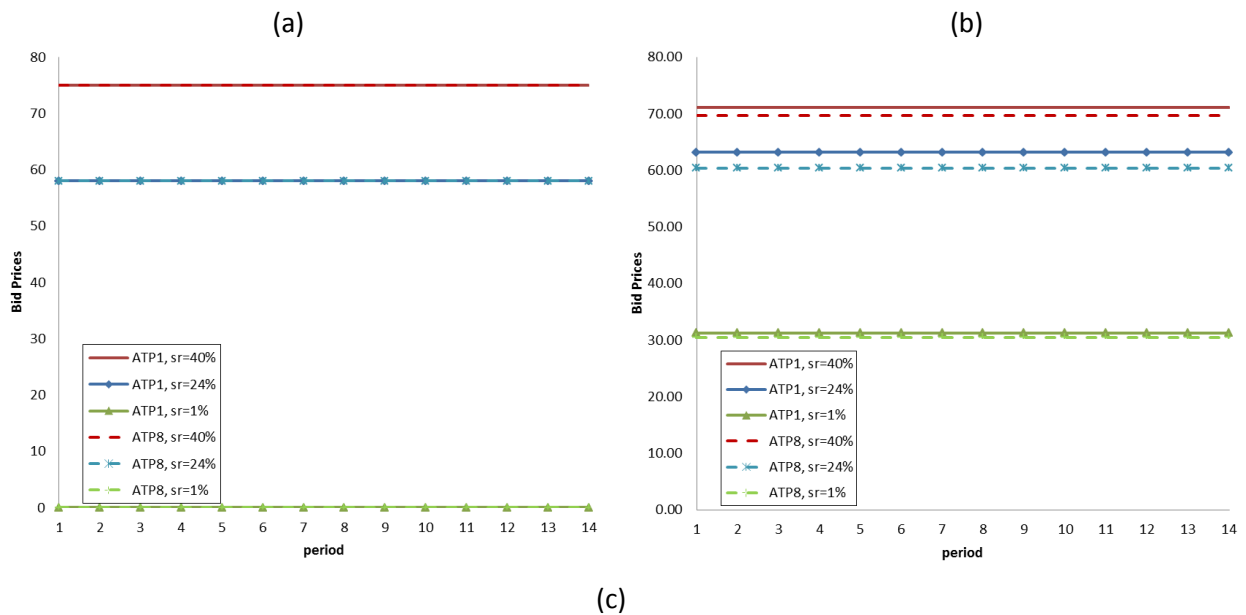 (a)
80
70
60
50
40
30
20
10
0
Bid Prices
ATP1, sr=40%
ATP1, sr=24%
ATP1, sr=1%
ATP8, sr=40%
ATP8, sr=24%
ATP8, sr=1%
1 2 3 4 5 6 7 8 9 10 11 12 13 14
period
(b)
80.00
70.00
60.00
50.00
40.00
30.00
20.00
10.00
0.00
Bid Prices
ATP1, sr=40%
ATP1, sr=24%
ATP1, sr=1%
ATP8, sr=40%
ATP8, sr=24%
ATP8, sr=1%
1 2 3 4 5 6 7 8 9 10 11 12 13 14
period
(c)